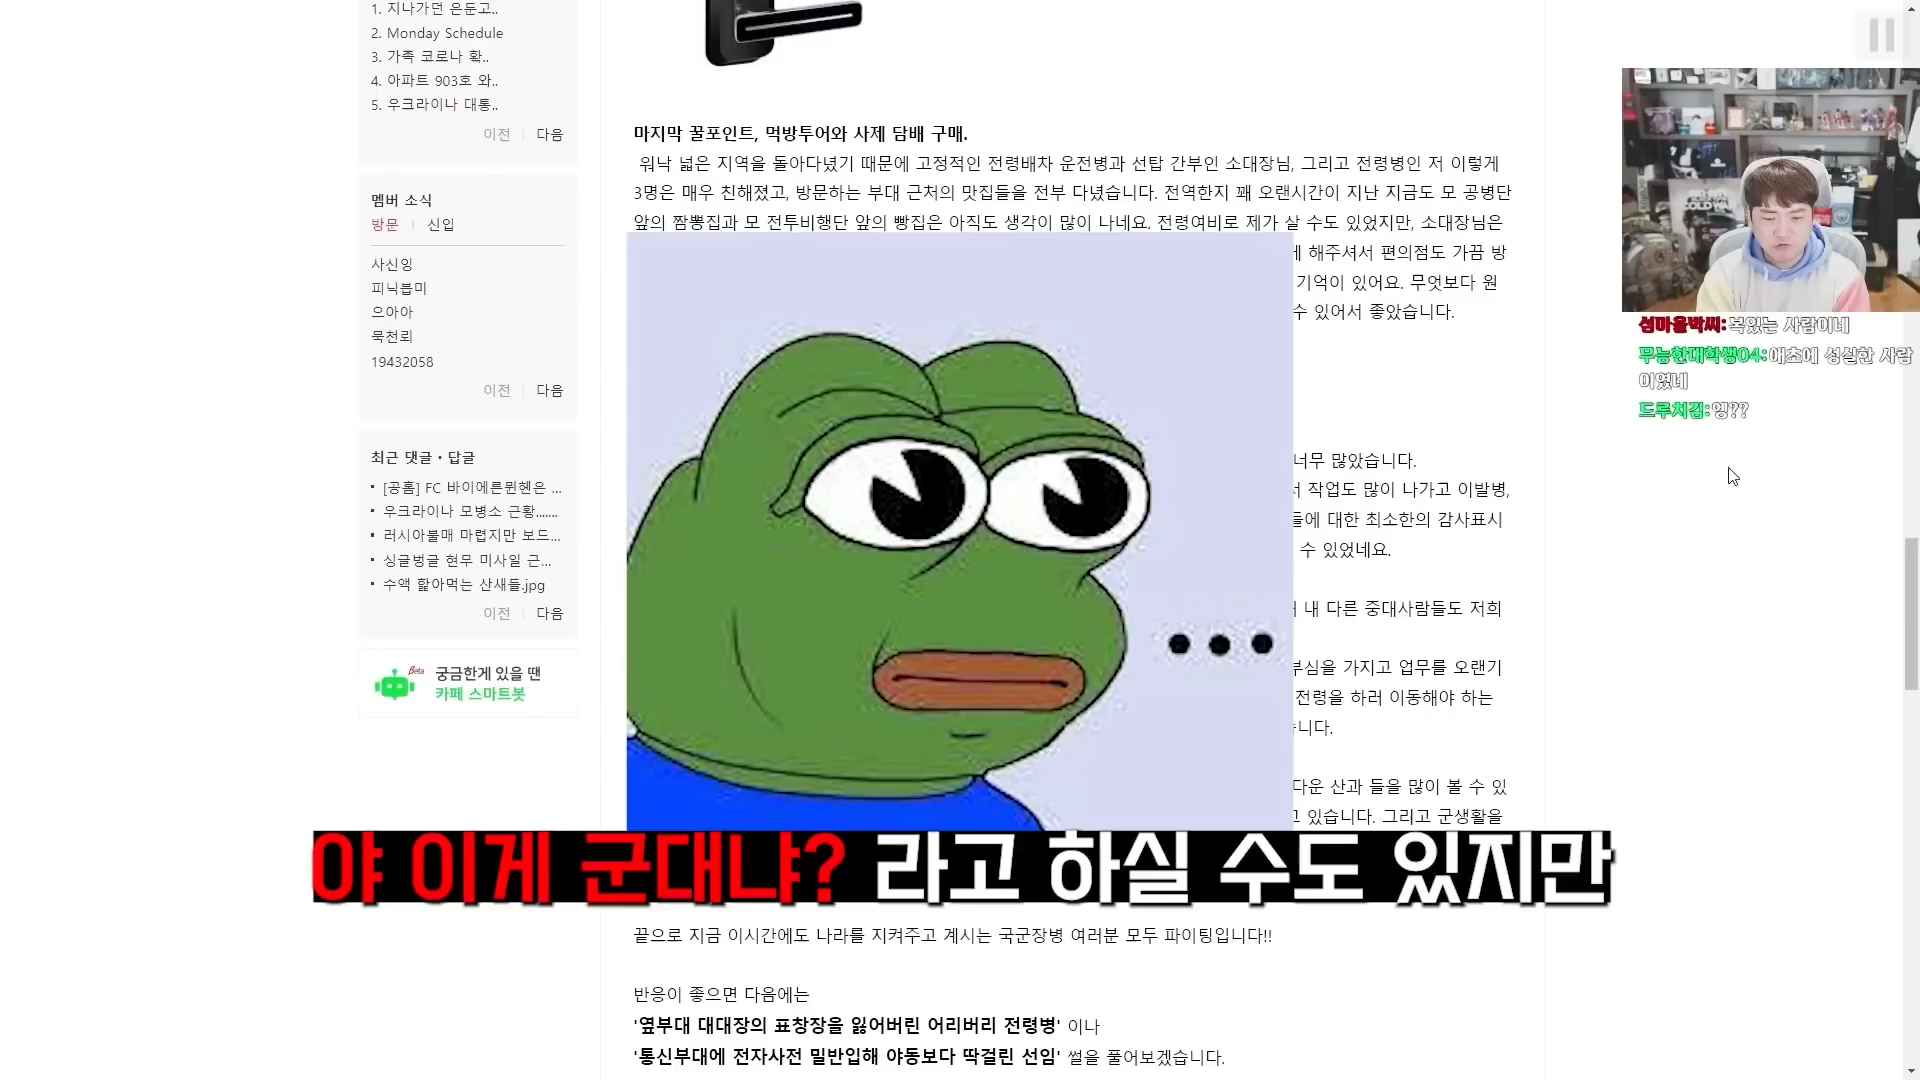 1. 지나가던 은둔고..
2. Monday Schedule
3. 가족 코로나 확..
4. 아파트 903호 와..
5. 우크라이나 대통..
이전 다음
멤버 소식
방문 신입
사신잉
피닉븝미
으아아
묵천뢰
19432058
이전 다음
최근 댓글・답글
[공홈] FC 바이에른뮌헨은 ...
우크라이나 모병소 근황......
러시아불매 마렵지만 보드...
싱글벙글 현무 미사일 근...
수액 핥아먹는 산새들.jpg
이전 다음
Beta 궁금한게 있을 땐
카페 스마트봇
마지막 꿀포인트, 먹방투어와 사제 담배 구매.
워낙 넓은 지역을 돌아다녔기 때문에 고정적인 전령배차 운전병과 선탑 간부인 소대장님, 그리고 전령병인 저 이렇게
3명은 매우 친해졌고, 방문하는 부대 근처의 맛집들을 전부 다녔습니다. 전역한지 꽤 오랜시간이 지난 지금도 모 공병단
앞의 짬뽕집과 모 전투비행단 앞의 빵집은 아직도 생각이 많이 나네요. 전령여비로 제가 살 수도 있었지만, 소대장님은
해주셔서 편의점도 가끔 방
기억이 있어요. 무엇보다 원
수 있어서 좋았습니다.
너무 많았습니다.
작업도 많이 나가고 이발병,
들에 대한 최소한의 감사표시
수 있었네요.
내 다른 중대사람들도 저희
부심을 가지고 업무를 오랜기
전령을 하러 이동해야 하는
습니다.
다운 산과 들을 많이 볼 수 있
고 있습니다. 그리고 군생활을
야 이게 군대냐? 라고 하실 수도 있지만
끝으로 지금 이시간에도 나라를 지켜주고 계시는 국군장병 여러분 모두 파이팅입니다!!
반응이 좋으면 다음에는
'옆부대 대대장의 표창장을 잃어버린 어리버리 전령병' 이나
'통신부대에 전자사전 밀반입해 야동보다 딱걸린 선임' 썰을 풀어보겠습니다.
섬마을박씨: 복있는 사람이네
무능한대학생04: 애초에 성실한 사람
이였네
드루처김: 엥??